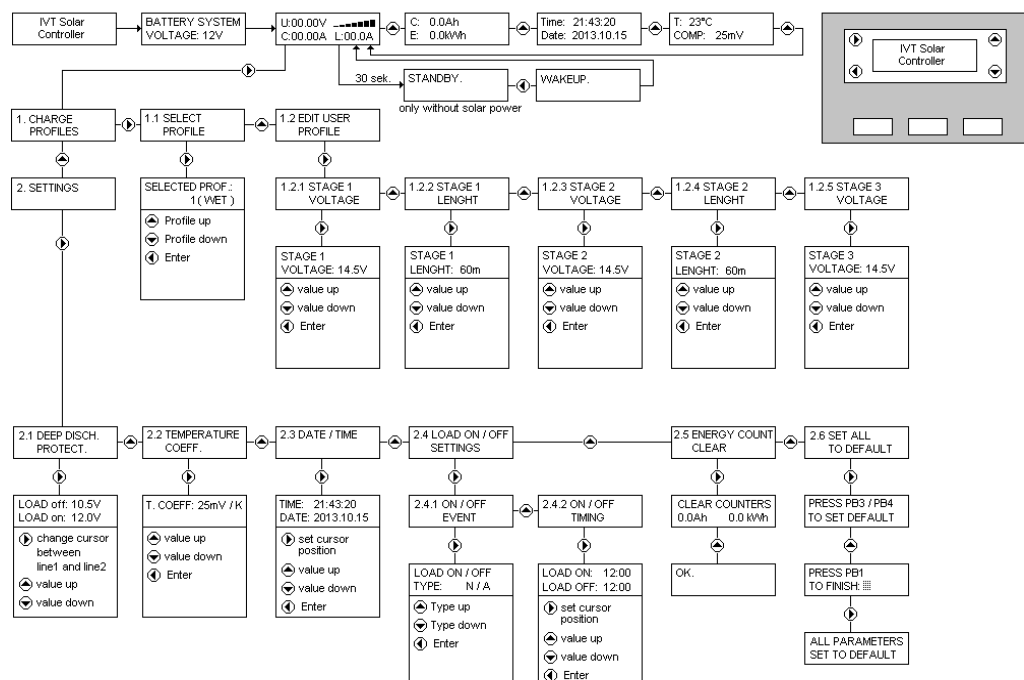 IVT Solar
Controller
BATTERY SYSTEM
VOLTAGE: 12V
U:00.00V
C:00.00A L:00.0A
C: 0.0Ah
E: 0.0kWh
Time: 21:43:20
Date: 2013.10.15
T: 23°C
COMP: 25mV
IVT Solar
Controller
30 sek.
STANDBY.
WAKEUP.
only without solar power
1. CHARGE
PROFILES
1.1 SELECT
PROFILE
1.2 EDIT USER
PROFILE
2. SETTINGS
SELECTED PROF.:
1 ( WET )
Profile up
Profile down
Enter
1.2.1 STAGE 1
VOLTAGE
1.2.2 STAGE 1
LENGHT
1.2.3 STAGE 2
VOLTAGE
1.2.4 STAGE 2
LENGHT
1.2.5 STAGE 3
VOLTAGE
STAGE 1
VOLTAGE: 14.5V
value up
value down
Enter
STAGE 1
LENGHT: 60m
value up
value down
Enter
STAGE 2
VOLTAGE: 14.5V
value up
value down
Enter
STAGE 2
LENGHT: 60m
value up
value down
Enter
STAGE 3
VOLTAGE: 14.5V
value up
value down
Enter
2.1 DEEP DISCH.
PROTECT.
2.2 TEMPERATURE
COEFF.
2.3 DATE / TIME
2.4 LOAD ON / OFF
SETTINGS
2.5 ENERGY COUNT
CLEAR
2.6 SET ALL
TO DEFAULT
LOAD off: 10.5V
LOAD on: 12.0V
change cursor
between
line1 and line2
value up
value down
T. COEFF: 25mV / K
value up
value down
Enter
TIME: 21:43:20
DATE: 2013.10.15
set cursor
position
value up
value down
Enter
2.4.1 ON / OFF
EVENT
2.4.2 ON / OFF
TIMING
CLEAR COUNTERS
0.0Ah 0.0 kWh
PRESS PB3 / PB4
TO SET DEFAULT
LOAD ON / OFF
TYPE: N / A
Type up
Type down
Enter
LOAD ON: 12:00
LOAD OFF: 12:00
set cursor
position
value up
value down
Enter
OK.
PRESS PB1
TO FINISH:
ALL PARAMETERS
SET TO DEFAULT